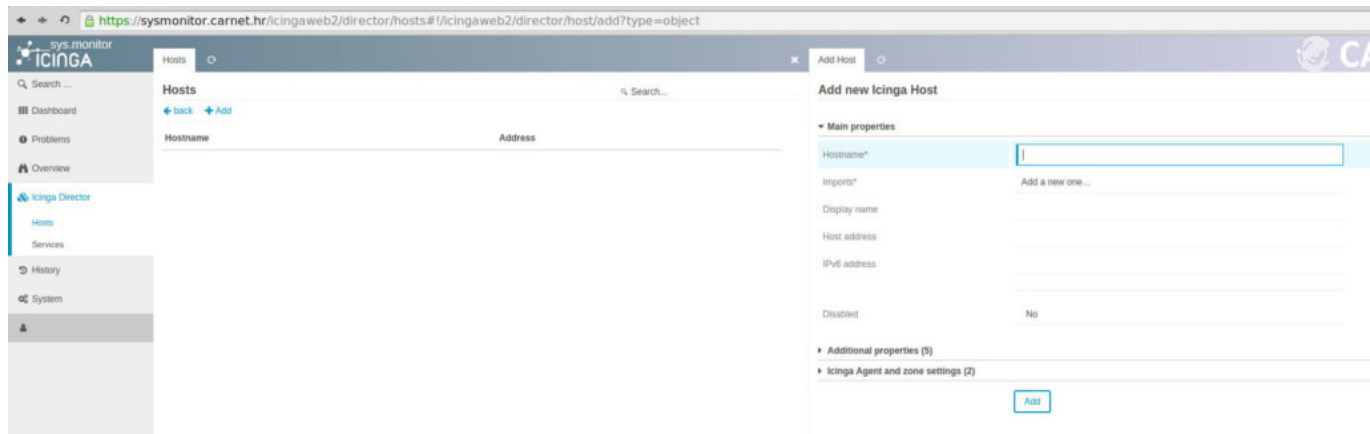 https://sysmonitor.carnet.hr/icingaweb2/director/hosts#!/icingaweb2/director/host/add?type=object
sys.monitor
ICINGA
Search ...
Dashboard
Problems
Overview
Icinga Director
Hosts
Services
History
System
Hosts
Hosts
Search...
back Add
Hostname Address
Add Host
CA
Add new Icinga Host
Main properties
Hostname*
Imports* Add a new one...
Display name
Host address
IPv6 address
Disabled No
Additional properties (5)
Icinga Agent and zone settings (2)
Add